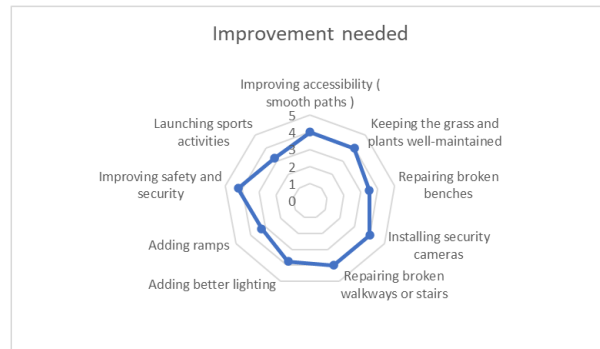 Improvement needed
Improving accessibility (
smooth paths )
Keeping the grass and
plants well-maintained
Repairing broken
benches
Installing security
cameras
Repairing broken
walkways or stairs
Adding better lighting
Adding ramps
Improving safety and
security
Launching sports
activities
5
4
3
2
1
0